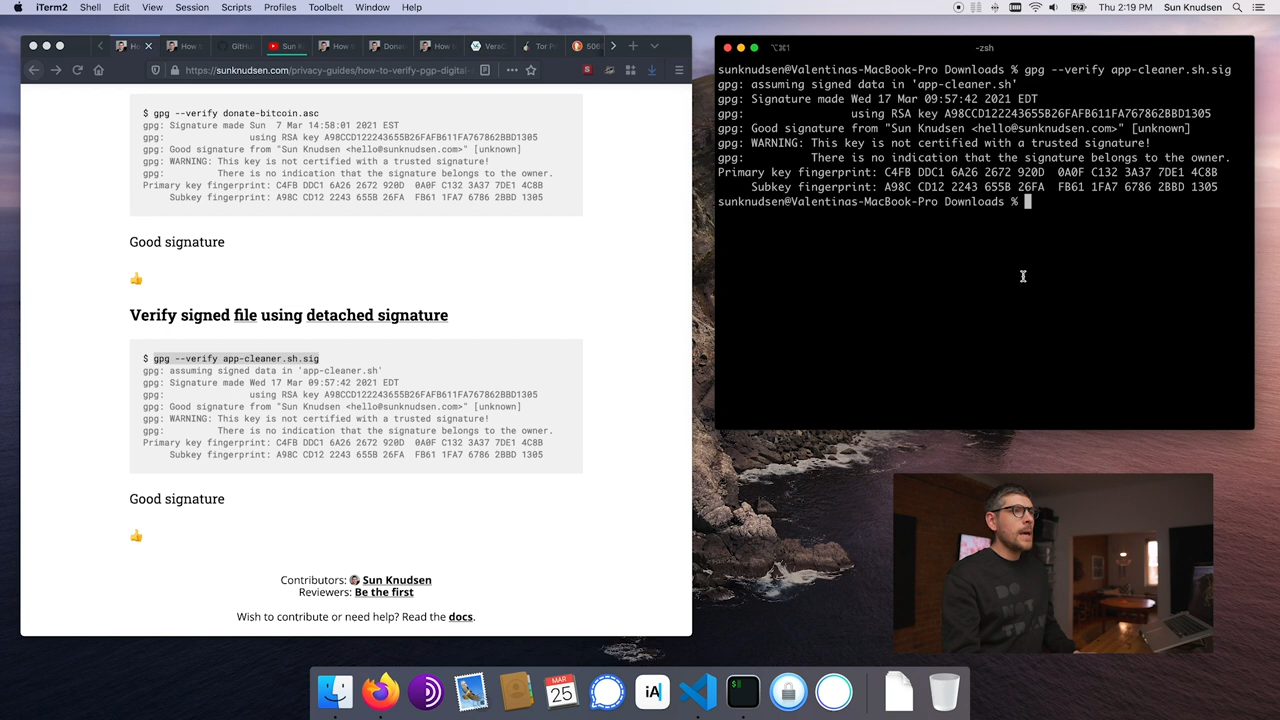 iTerm2 Shell Edit View Session Scripts Profiles Toolbelt Window Help
Thu 2:19 PM Sun Knudsen
https://sunknudsen.com/privacy-guides/how-to-verify-pgp-digital-
$ gpg --verify donate-bitcoin.asc
gpg: Signature made Sun 7 Mar 14:58:01 2021 EST
gpg: using RSA key A98CCD122243655B26FAFB611FA767862BBD1305
gpg: Good signature from "Sun Knudsen <hello@sunknudsen.com>" [unknown]
gpg: WARNING: This key is not certified with a trusted signature!
gpg: There is no indication that the signature belongs to the owner.
Primary key fingerprint: C4FB DDC1 6A26 2672 920D 0A0F C132 3A37 7DE1 4C8B
Subkey fingerprint: A98C CD12 2243 655B 26FA FB61 1FA7 6786 2BBD 1305
Good signature
👍
Verify signed file using detached signature
$ gpg --verify app-cleaner.sh.sig
gpg: assuming signed data in 'app-cleaner.sh'
gpg: Signature made Wed 17 Mar 09:57:42 2021 EDT
gpg: using RSA key A98CCD122243655B26FAFB611FA767862BBD1305
gpg: Good signature from "Sun Knudsen <hello@sunknudsen.com>" [unknown]
gpg: WARNING: This key is not certified with a trusted signature!
gpg: There is no indication that the signature belongs to the owner.
Primary key fingerprint: C4FB DDC1 6A26 2672 920D 0A0F C132 3A37 7DE1 4C8B
Subkey fingerprint: A98C CD12 2243 655B 26FA FB61 1FA7 6786 2BBD 1305
Good signature
👍
Contributors: Sun Knudsen
Reviewers: Be the first
Wish to contribute or need help? Read the docs.
⌥⌘1 -zsh
sunknudsen@Valentinas-MacBook-Pro Downloads % gpg --verify app-cleaner.sh.sig
gpg: assuming signed data in 'app-cleaner.sh'
gpg: Signature made Wed 17 Mar 09:57:42 2021 EDT
gpg: using RSA key A98CCD122243655B26FAFB611FA767862BBD1305
gpg: Good signature from "Sun Knudsen <hello@sunknudsen.com>" [unknown]
gpg: WARNING: This key is not certified with a trusted signature!
gpg: There is no indication that the signature belongs to the owner.
Primary key fingerprint: C4FB DDC1 6A26 2672 920D 0A0F C132 3A37 7DE1 4C8B
Subkey fingerprint: A98C CD12 2243 655B 26FA FB61 1FA7 6786 2BBD 1305
sunknudsen@Valentinas-MacBook-Pro Downloads %
DO
NOT
MAR
25
iA